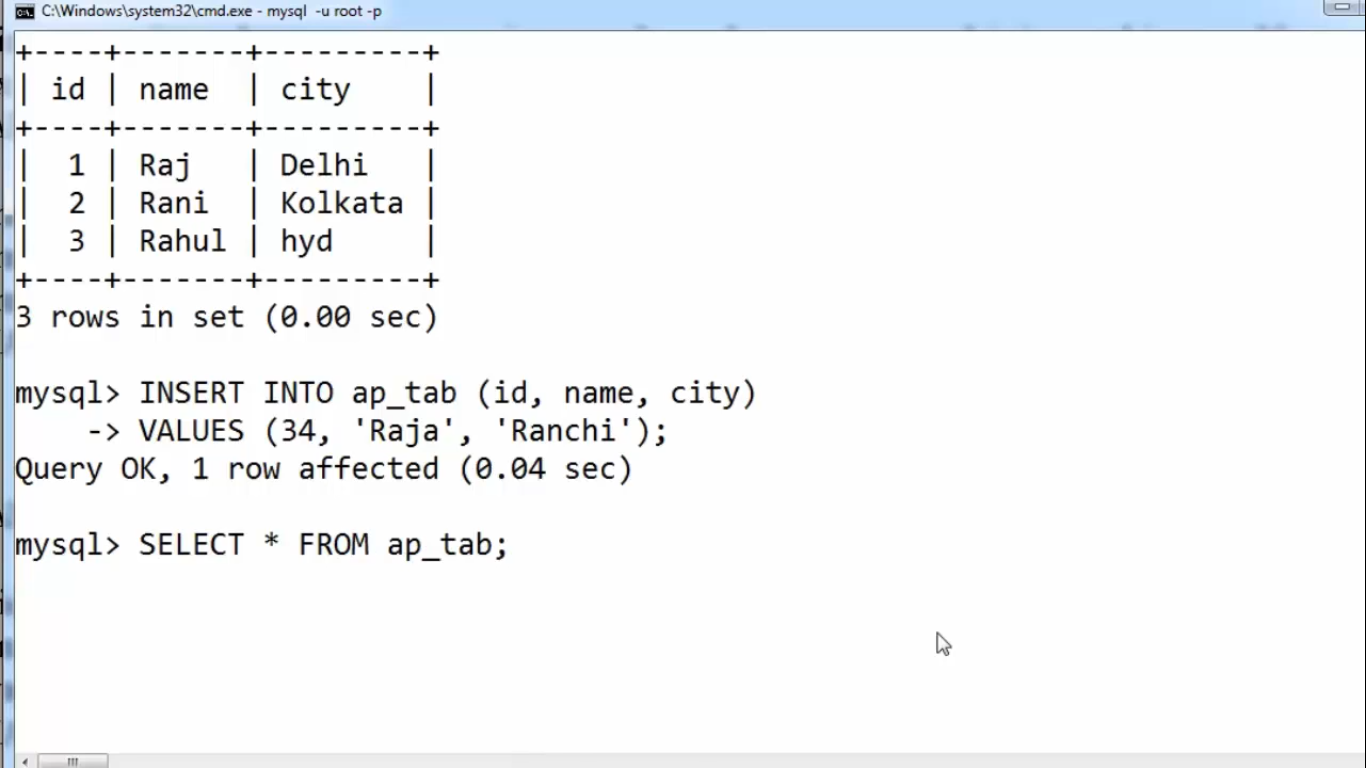 C:\Windows\system32\cmd.exe - mysql  -u root -p
+----+-------+---------+
| id | name  | city    |
+----+-------+---------+
|  1 | Raj   | Delhi   |
|  2 | Rani  | Kolkata |
|  3 | Rahul | hyd     |
+----+-------+---------+
3 rows in set (0.00 sec)
mysql> INSERT INTO ap_tab (id, name, city)
    -> VALUES (34, 'Raja', 'Ranchi');
Query OK, 1 row affected (0.04 sec)
mysql> SELECT * FROM ap_tab;